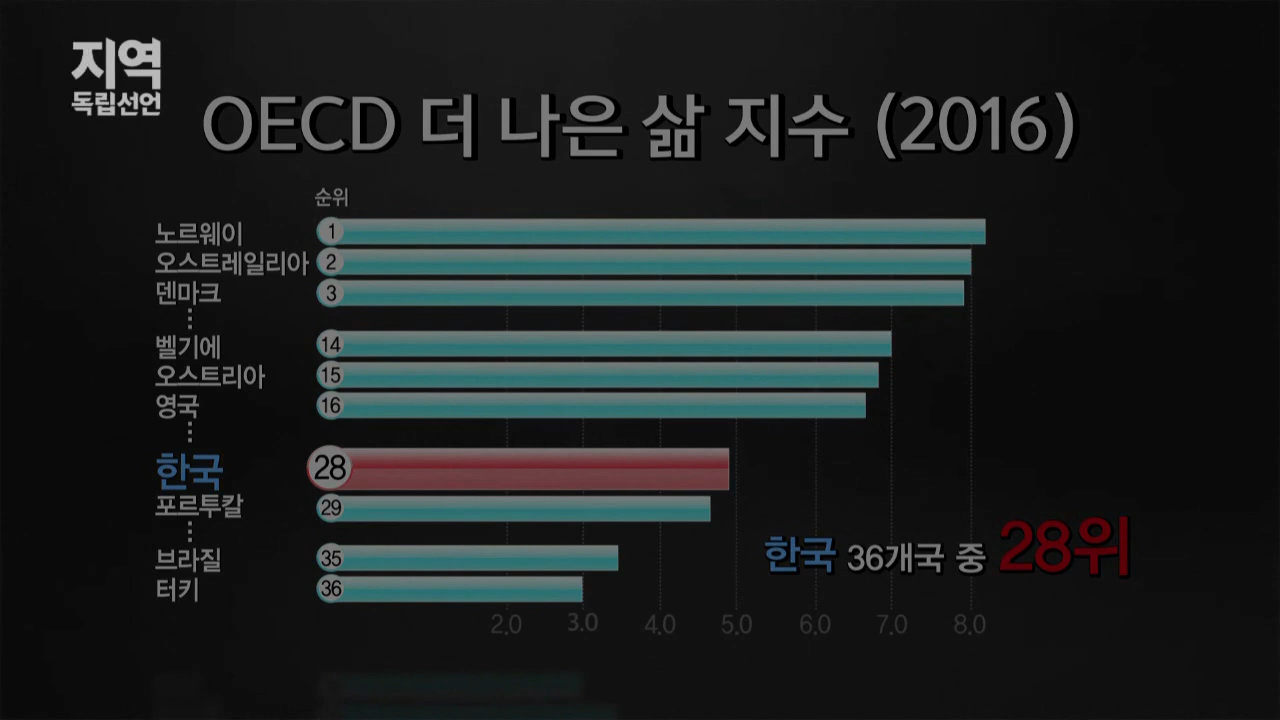 지역
독립선언
OECD 더 나은 삶 지수 (2016)
순위
노르웨이 1
오스트레일리아 2
덴마크 3
벨기에 14
오스트리아 15
영국 16
한국 28
포르투칼 29
브라질 35
터키 36
한국 36개국 중 28위
2.0 3.0 4.0 5.0 6.0 7.0 8.0